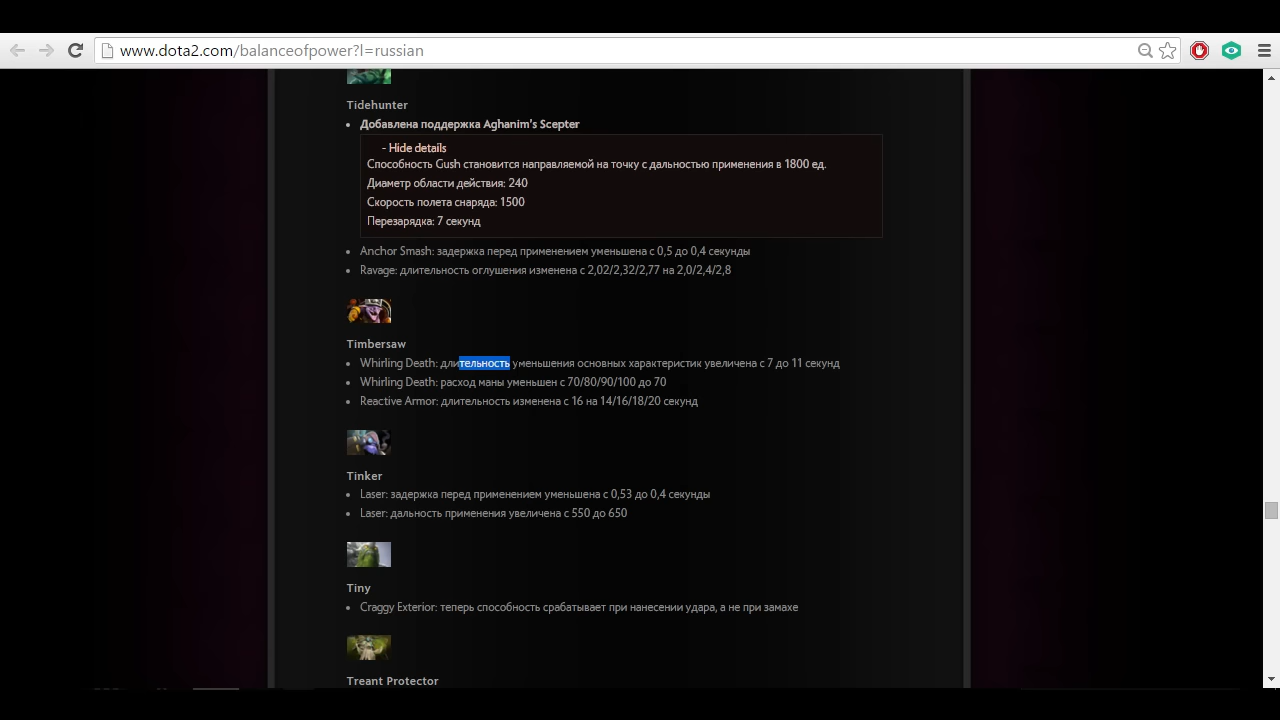 www.dota2.com/balanceofpower?l=russian
Tidehunter
Добавлена поддержка Aghanim's Scepter
- Hide details
Способность Gush становится направляемой на точку с дальностью применения в 1800 ед.
Диаметр области действия: 240
Скорость полета снаряда: 1500
Перезарядка: 7 секунд
Anchor Smash: задержка перед применением уменьшена с 0,5 до 0,4 секунды
Ravage: длительность оглушения изменена с 2,02/2,32/2,77 на 2,0/2,4/2,8
Timbersaw
Whirling Death: длительность уменьшения основных характеристик увеличена с 7 до 11 секунд
Whirling Death: расход маны уменьшен с 70/80/90/100 до 70
Reactive Armor: длительность изменена с 16 на 14/16/18/20 секунд
Tinker
Laser: задержка перед применением уменьшена с 0,53 до 0,4 секунды
Laser: дальность применения увеличена с 550 до 650
Tiny
Craggy Exterior: теперь способность срабатывает при нанесении удара, а не при замахе
Treant Protector